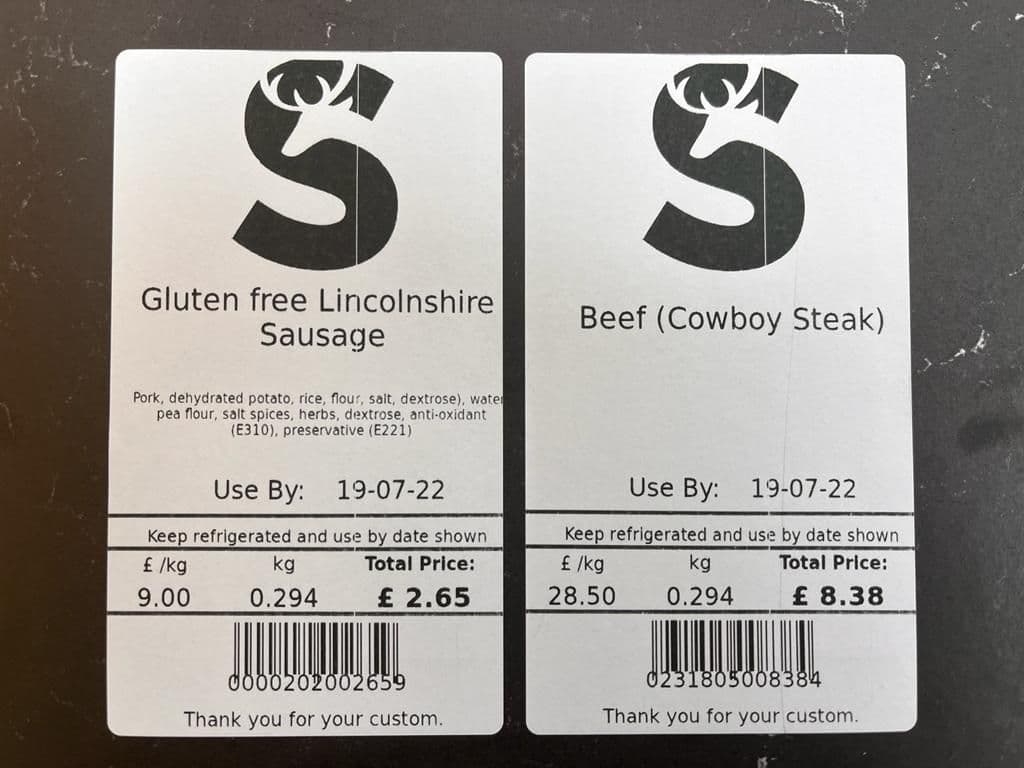 S
Gluten free Lincolnshire
Sausage
Pork, dehydrated potato, rice, flour, salt, dextrose), water
pea flour, salt spices, herbs, dextrose, anti-oxidant
(E310), preservative (E221)
Use By: 19-07-22
Keep refrigerated and use by date shown
£ /kg kg Total Price:
9.00 0.294 £ 2.65
0000202002659
Thank you for your custom.
S
Beef (Cowboy Steak)
Use By: 19-07-22
Keep refrigerated and use by date shown
£ /kg kg Total Price:
28.50 0.294 £ 8.38
0231805008384
Thank you for your custom.